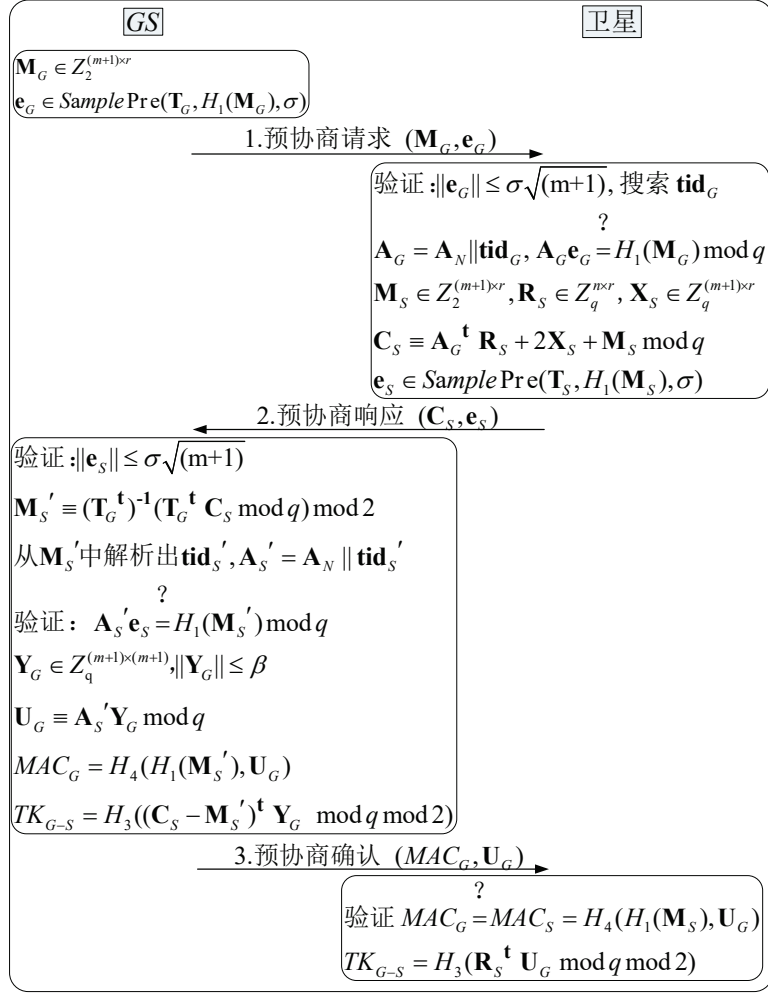 GS 卫星
M_G ∈ Z_2^{(m+1)×r}
e_G ∈ SamplePre(T_G, H_1(M_G), σ)
1.预协商请求 (M_G, e_G)
验证:||e_G|| ≤ σ√(m+1), 搜索 tid_G
A_G = A_N||tid_G, A_G e_G =? H_1(M_G) mod q
M_S ∈ Z_2^{(m+1)×r}, R_S ∈ Z_q^{n×r}, X_S ∈ Z_q^{(m+1)×r}
C_S ≡ A_G^t R_S + 2X_S + M_S mod q
e_S ∈ SamplePre(T_S, H_1(M_S), σ)
2.预协商响应 (C_S, e_S)
验证:||e_S|| ≤ σ√(m+1)
M_S' ≡ (T_G^t)^{-1}(T_G^t C_S mod q) mod 2
从M_S'中解析出tid_S', A_S' = A_N || tid_S'
验证: A_S' e_S =? H_1(M_S') mod q
Y_G ∈ Z_q^{(m+1)×(m+1)}, ||Y_G|| ≤ β
U_G ≡ A_S' Y_G mod q
MAC_G = H_4(H_1(M_S'), U_G)
TK_{G-S} = H_3((C_S − M_S')^t Y_G mod q mod 2)
3.预协商确认 (MAC_G, U_G)
验证 MAC_G =? MAC_S = H_4(H_1(M_S), U_G)
TK_{G-S} = H_3(R_S^t U_G mod q mod 2)